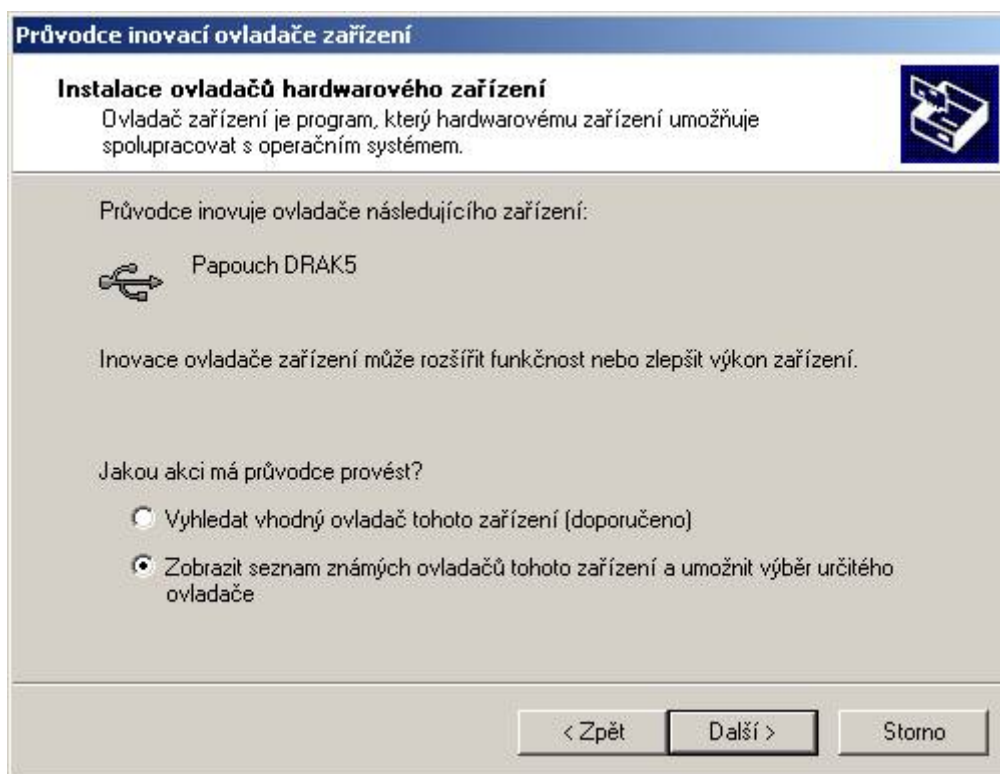 Průvodce inovací ovladače zařízení
Instalace ovladačů hardwarového zařízení
Ovladač zařízení je program, který hardwarovému zařízení umožňuje
spolupracovat s operačním systémem.
Průvodce inovuje ovladače následujícího zařízení:
Papouch DRAK5
Inovace ovladače zařízení může rozšířit funkčnost nebo zlepšit výkon zařízení.
Jakou akci má průvodce provést?
Vyhledat vhodný ovladač tohoto zařízení (doporučeno)
Zobrazit seznam známých ovladačů tohoto zařízení a umožnit výběr určitého
ovladače
< Zpět
Další >
Storno